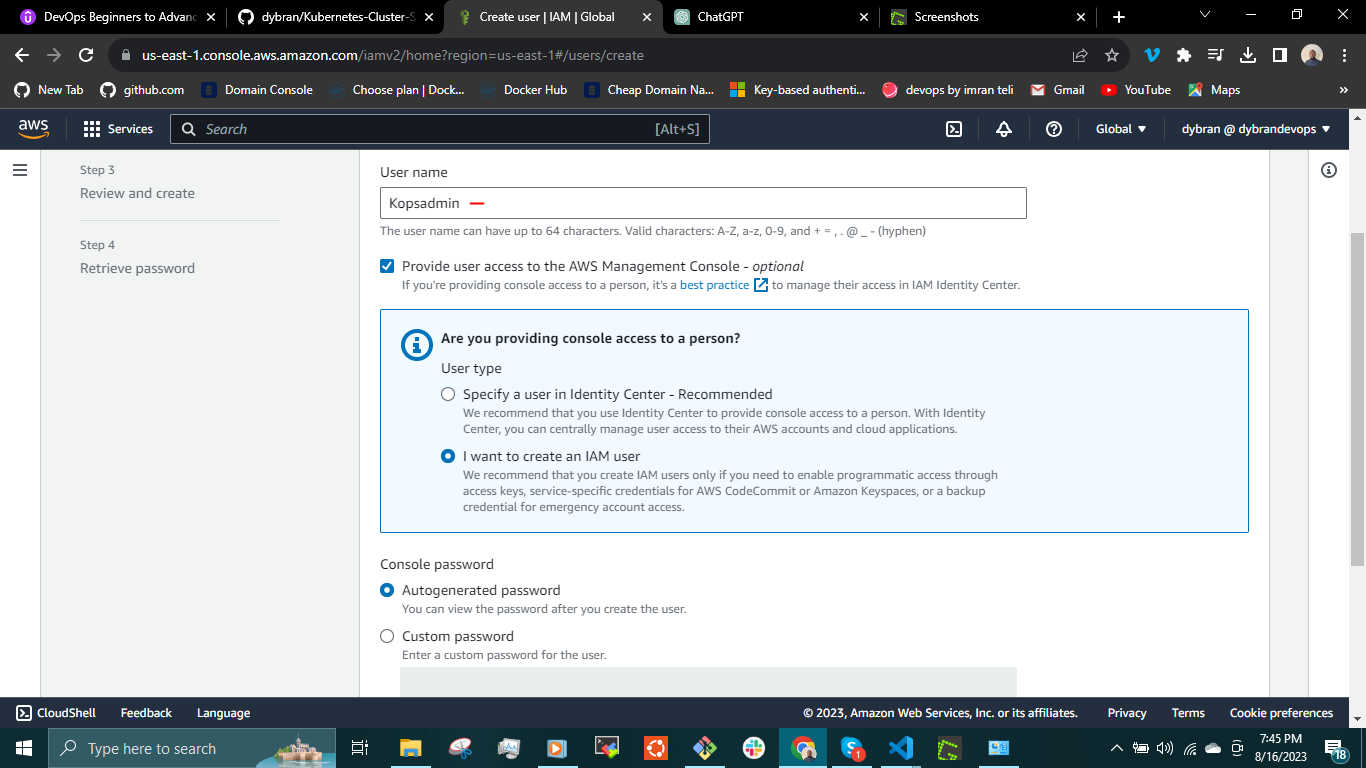 DevOps Beginners to Advanc
dybran/Kubernetes-Cluster-S
Create user | IAM | Global
ChatGPT
Screenshots
us-east-1.console.aws.amazon.com/iamv2/home?region=us-east-1#/users/create
New Tab
github.com
Domain Console
Choose plan | Dock...
Docker Hub
Cheap Domain Na...
Key-based authenti...
devops by imran teli
Gmail
YouTube
Maps
»
aws
Services
Search
[Alt+S]
Global
dybran @ dybrandevops
Step 3
Review and create
Step 4
Retrieve password
User name
Kopsadmin
The user name can have up to 64 characters. Valid characters: A-Z, a-z, 0-9, and + = , . @ _ - (hyphen)
Provide user access to the AWS Management Console - optional
If you're providing console access to a person, it's a best practice to manage their access in IAM Identity Center.
Are you providing console access to a person?
User type
Specify a user in Identity Center - Recommended
We recommend that you use Identity Center to provide console access to a person. With Identity
Center, you can centrally manage user access to their AWS accounts and cloud applications.
I want to create an IAM user
We recommend that you create IAM users only if you need to enable programmatic access through
access keys, service-specific credentials for AWS CodeCommit or Amazon Keyspaces, or a backup
credential for emergency account access.
Console password
Autogenerated password
You can view the password after you create the user.
Custom password
Enter a custom password for the user.
CloudShell
Feedback
Language
© 2023, Amazon Web Services, Inc. or its affiliates.
Privacy
Terms
Cookie preferences
Type here to search
1
7:45 PM
8/16/2023
18